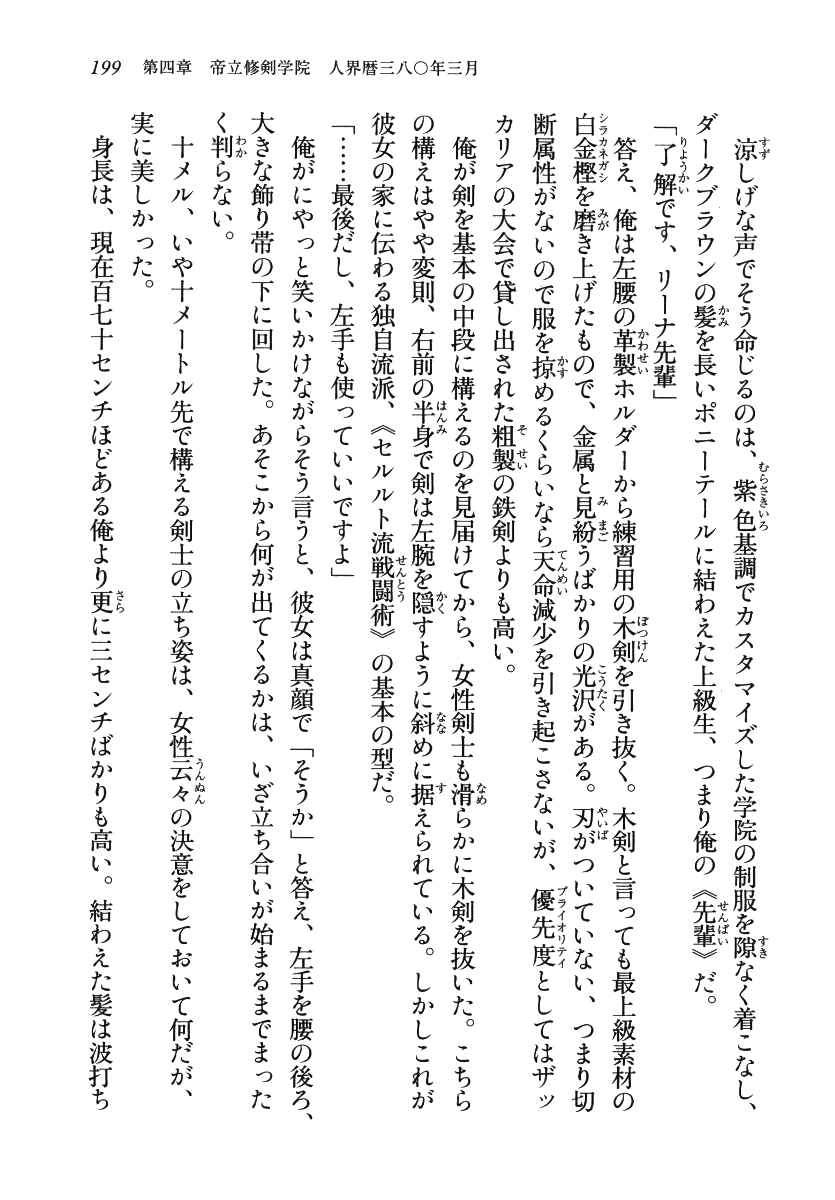 199　第四章　帝立修剣学院　人界暦三八〇年三月
　涼しげな声でそう命じるのは、紫色基調でカスタマイズした学院の制服を隙なく着こなし、
ダークブラウンの髪を長いポニーテールに結わえた上級生、つまり俺の《先輩》だ。
「了解です、リーナ先輩」
　答え、俺は左腰の革製ホルダーから練習用の木剣を引き抜く。木剣と言っても最上級素材の
白金樫を磨き上げたもので、金属と見紛うばかりの光沢がある。刃がついていない、つまり切
断属性がないので服を掠めるくらいなら天命減少を引き起こさないが、優先度としてはザッ
カリアの大会で貸し出された粗製の鉄剣よりも高い。
　俺が剣を基本の中段に構えるのを見届けてから、女性剣士も滑らかに木剣を抜いた。こちら
の構えはやや変則、右前の半身で剣は左腕を隠すように斜めに据えられている。しかしこれが
彼女の家に伝わる独自流派、《セルルト流戦闘術》の基本の型だ。
「……最後だし、左手も使っていいですよ」
　俺がにやっと笑いかけながらそう言うと、彼女は真顔で「そうか」と答え、左手を腰の後ろ、
大きな飾り帯の下に回した。あそこから何が出てくるかは、いざ立ち合いが始まるまでまった
く判らない。
　十メル、いや十メートル先で構える剣士の立ち姿は、女性云々の決意をしておいて何だが、
実に美しかった。
　身長は、現在百七十センチほどある俺より更に三センチばかりも高い。結わえた髪は波打ち